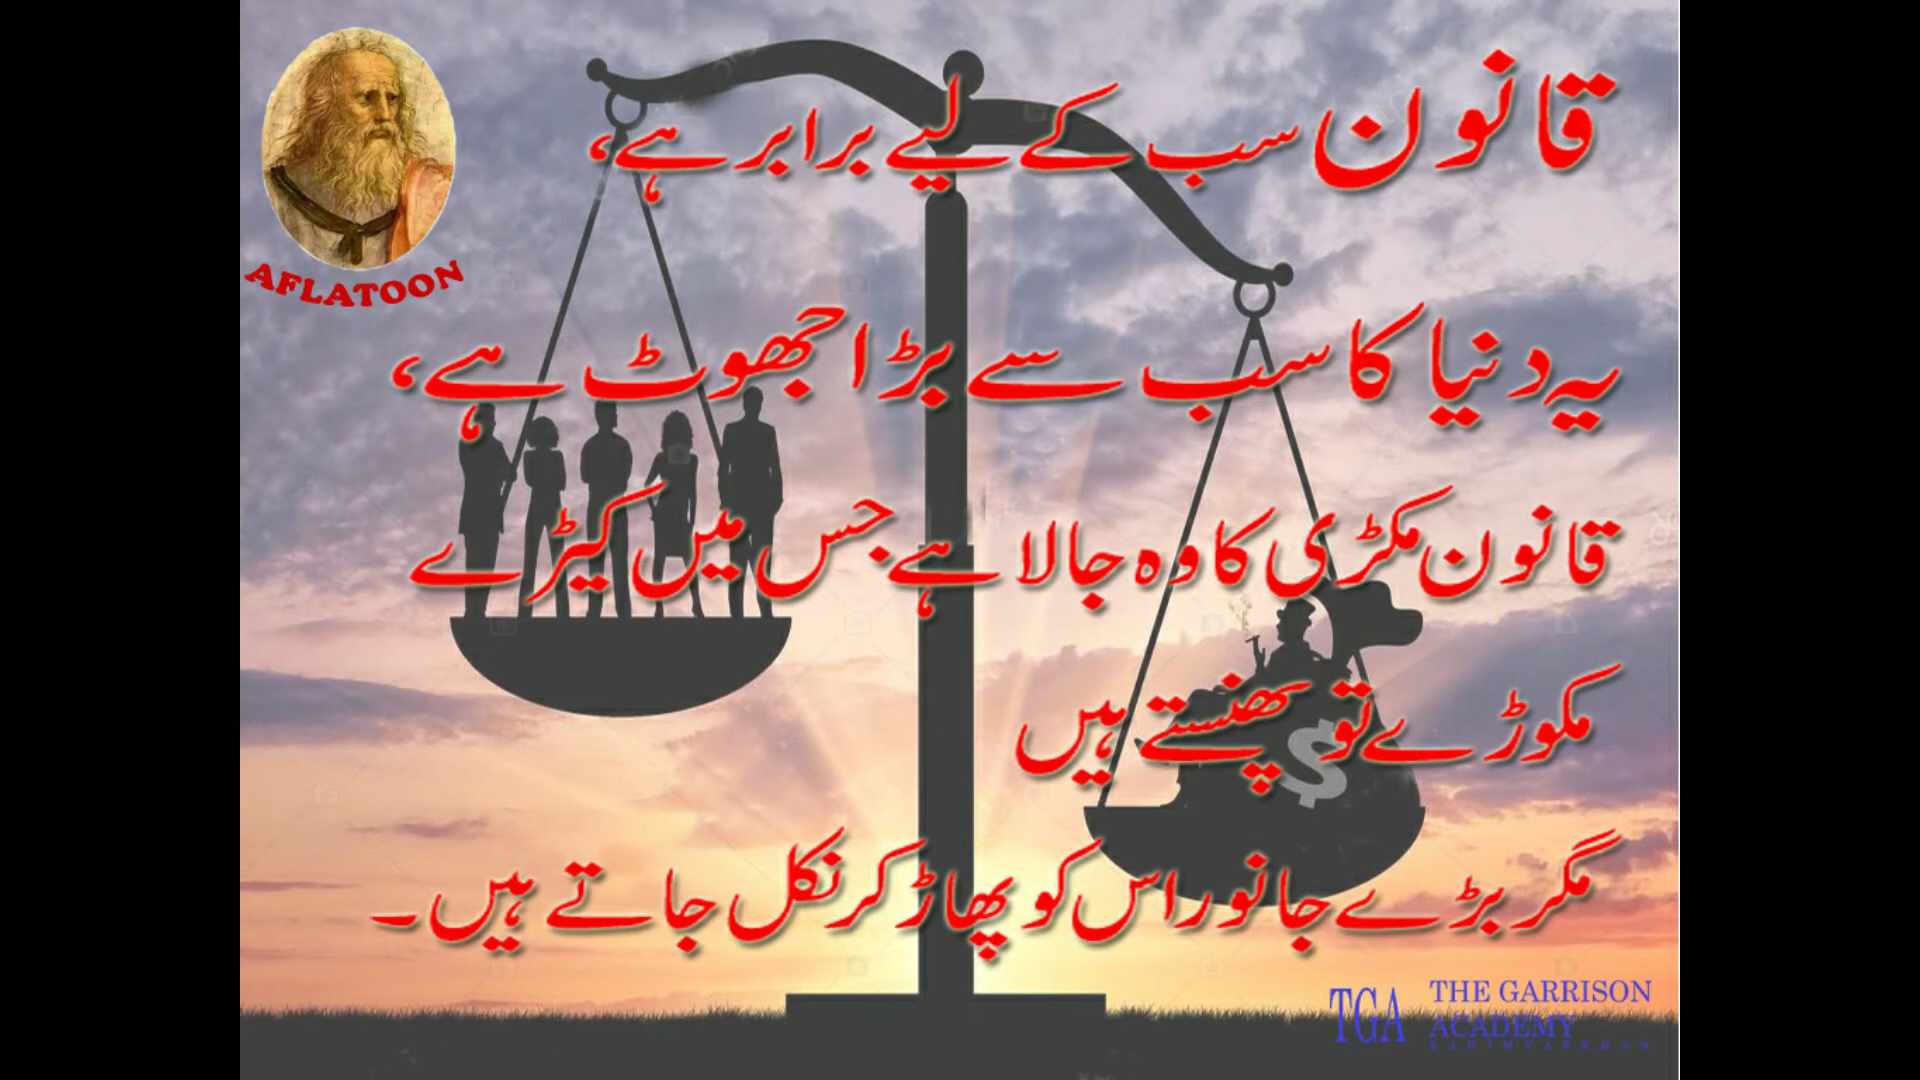 AFLATOON
قانون سب کے لیے برابر ہے،
یہ دنیا کا سب سے بڑا جھوٹ ہے،
قانون مکڑی کا وہ جالا ہے جس میں کیڑے
مکوڑے تو پھنستے ہیں
مگر بڑے جانور اس کو پھاڑ کر نکل جاتے ہیں۔
$
TGA THE GARRISON
ACADEMY
RAHIMYAR KHAN